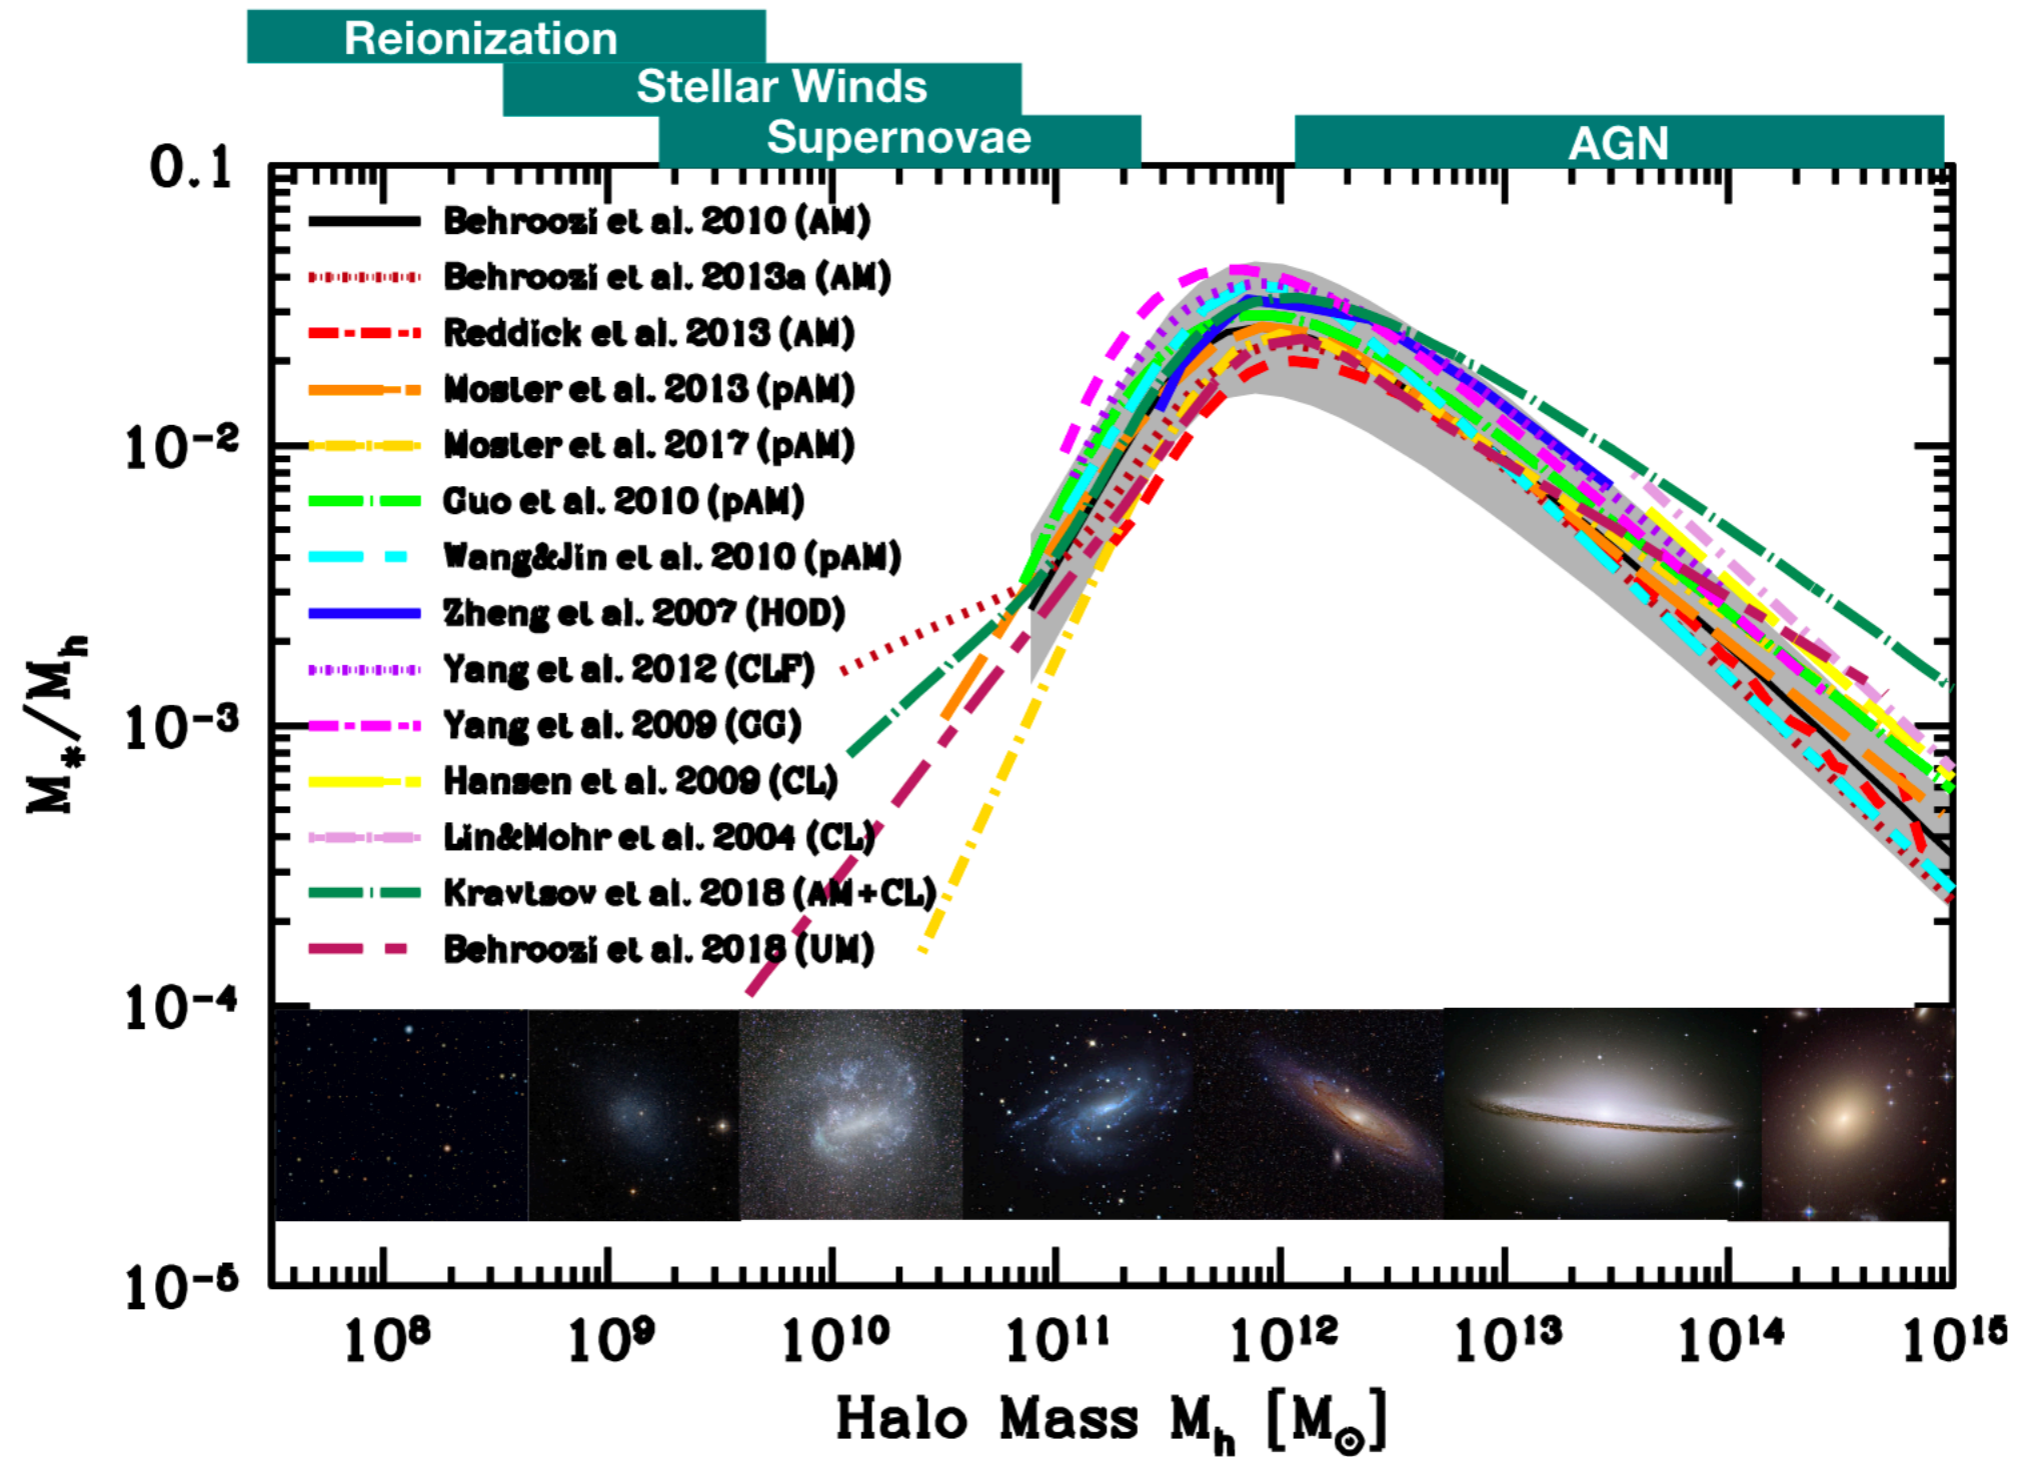 Reionization
Stellar Winds
Supernovae
AGN
0.1
10⁻²
10⁻³
10⁻⁴
10⁻⁵
M*/Mh
Behroozi et al. 2010 (AM)
Behroozi et al. 2013a (AM)
Reddick et al. 2013 (AM)
Moster et al. 2013 (pAM)
Moster et al. 2017 (pAM)
Guo et al. 2010 (pAM)
Wang&Jin et al. 2010 (pAM)
Zheng et al. 2007 (HOD)
Yang et al. 2012 (CLF)
Yang et al. 2009 (GG)
Hansen et al. 2009 (CL)
Lin&Mohr et al. 2004 (CL)
Kravtsov et al. 2018 (AM+CL)
Behroozi et al. 2018 (UM)
10⁸ 10⁹ 10¹⁰ 10¹¹ 10¹² 10¹³ 10¹⁴ 10¹⁵
Halo Mass Mh [M⊙]